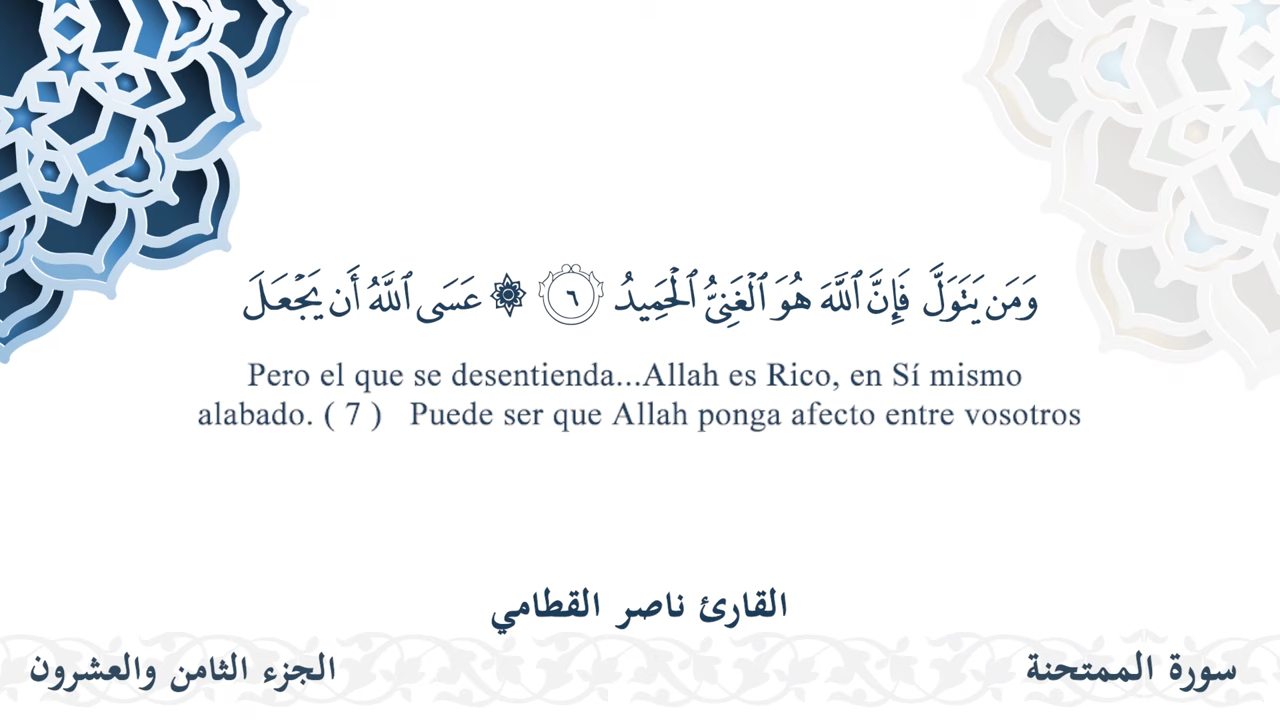 وَمَن يَتَوَلَّ فَإِنَّ ٱللَّهَ هُوَ ٱلْغَنِىُّ ٱلْحَمِيدُ ٦ ۞ عَسَى ٱللَّهُ أَن يَجْعَلَ
Pero el que se desentienda...Allah es Rico, en Sí mismo
alabado. ( 7 ) Puede ser que Allah ponga afecto entre vosotros
القارئ ناصر القطامي
سورة الممتحنة
الجزء الثامن والعشرون